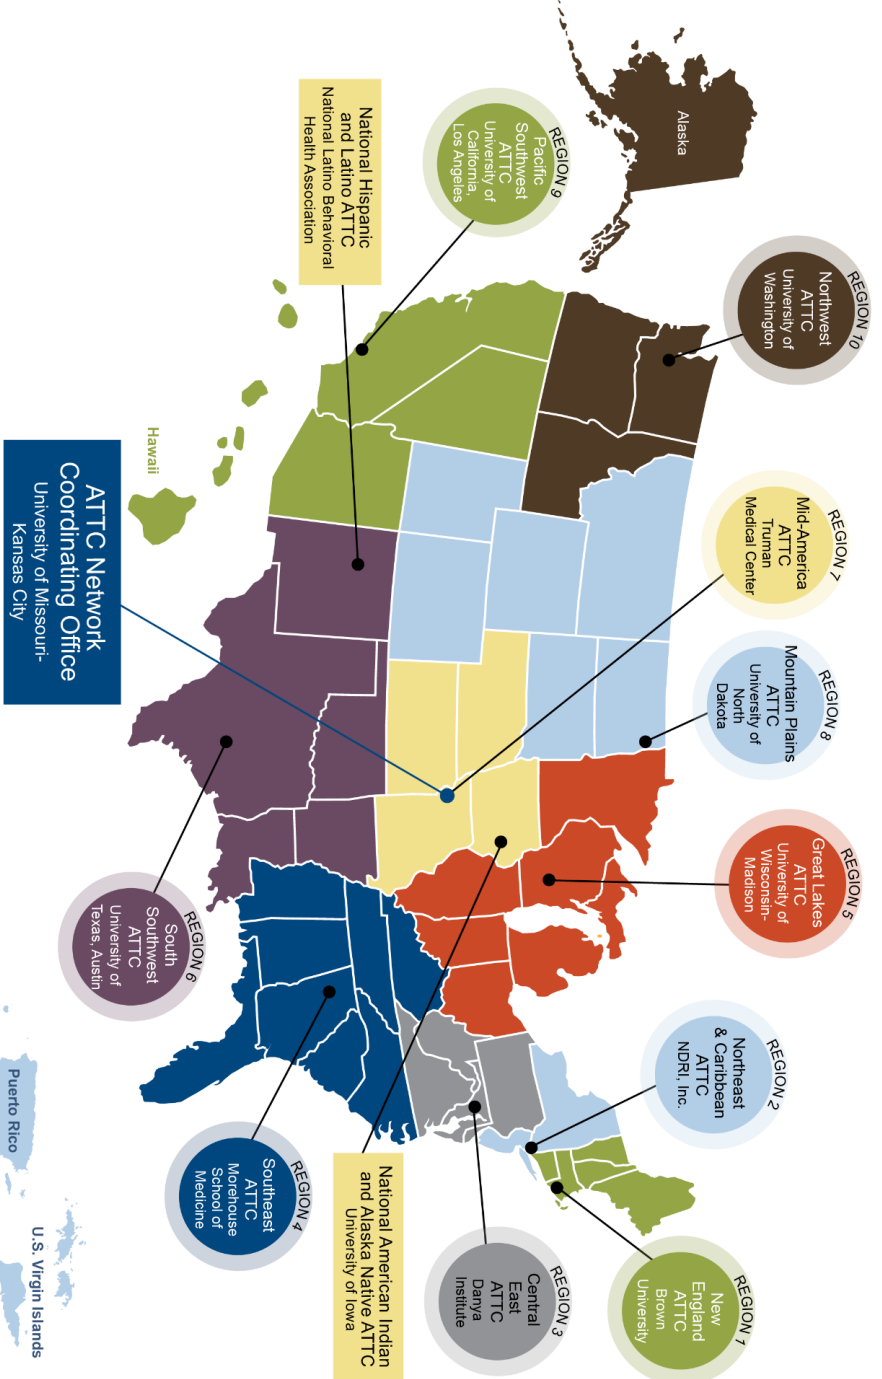 Alaska
REGION 10
Northwest
ATTC
University of
Washington
REGION 9
Pacific
Southwest
ATTC
University of
California,
Los Angeles
National Hispanic
and Latino ATTC
National Latino Behavioral
Health Association
Hawaii
ATTC Network
Coordinating Office
University of Missouri-
Kansas City
REGION 7
Mid-America
ATTC
Truman
Medical Center
REGION 8
Mountain Plains
ATTC
University of
North
Dakota
REGION 5
Great Lakes
ATTC
University of
Wisconsin-
Madison
REGION 6
South
Southwest
ATTC
University of
Texas, Austin
REGION 2
Northeast
& Caribbean
ATTC
NDRI, Inc.
REGION 1
New
England
ATTC
Brown
University
REGION 3
Central
East
ATTC
Danya
Institute
National American Indian
and Alaska Native ATTC
University of Iowa
REGION 4
Southeast
ATTC
Morehouse
School of
Medicine
Puerto Rico
U.S. Virgin Islands